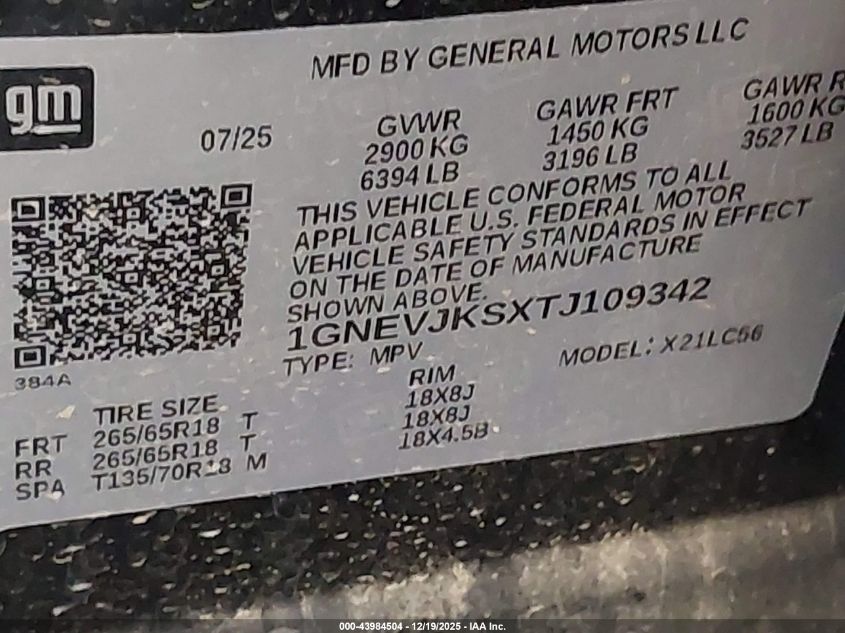 MFD BY GENERAL MOTORS LLC
gm
07/25
GVWR GAWR FRT GAWR R
2900 KG 1450 KG 1600 KG
6394 LB 3196 LB 3527 LB
THIS VEHICLE CONFORMS TO ALL
APPLICABLE U.S. FEDERAL MOTOR
VEHICLE SAFETY STANDARDS IN EFFECT
ON THE DATE OF MANUFACTURE
SHOWN ABOVE.
1GNEVJKSXTJ109342
TYPE: MPV MODEL: X21LC56
384A
TIRE SIZE RIM
FRT 265/65R18 T 18X8J
RR 265/65R18 T 18X8J
SPA T135/70R18 M 18X4.5B
000-43984504 - 12/19/2025 - IAA Inc.